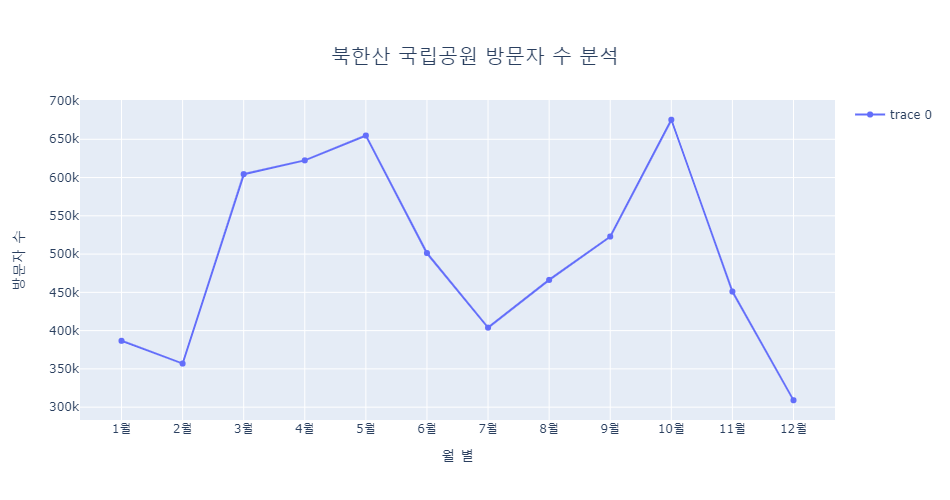 북한산 국립공원 방문자 수 분석
700k
650k
600k
550k
500k
450k
400k
350k
300k
방문자 수
1월 2월 3월 4월 5월 6월 7월 8월 9월 10월 11월 12월
월 별
trace 0